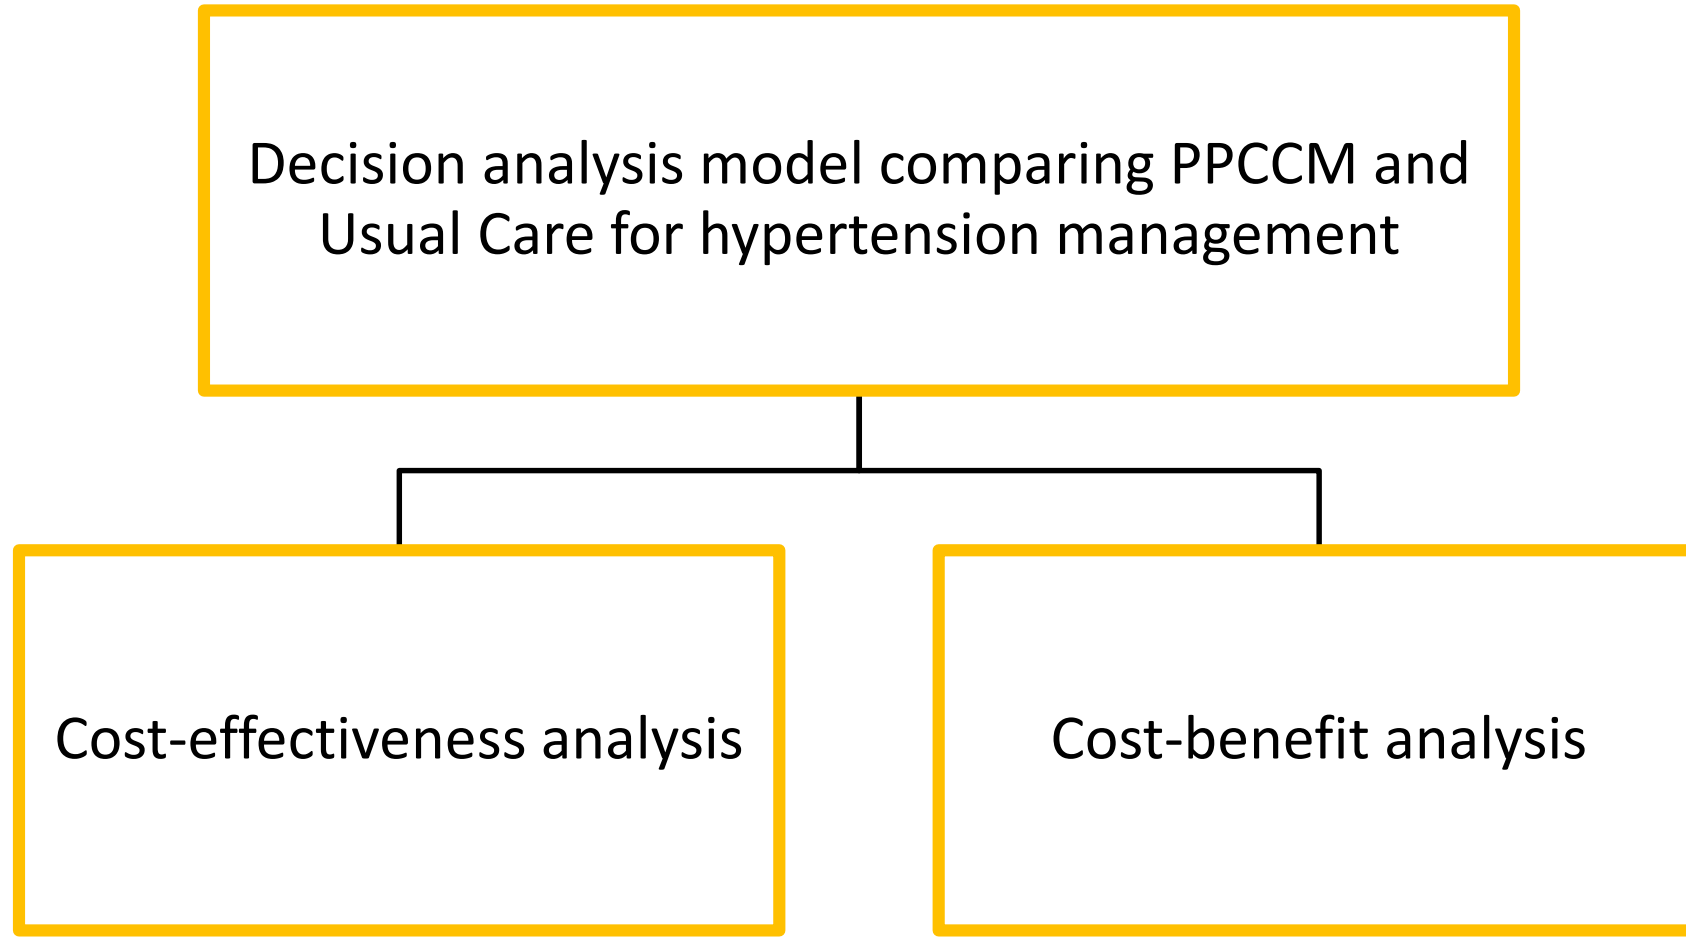 Decision analysis model comparing PPCCM and
Usual Care for hypertension management
Cost-effectiveness analysis
Cost-benefit analysis